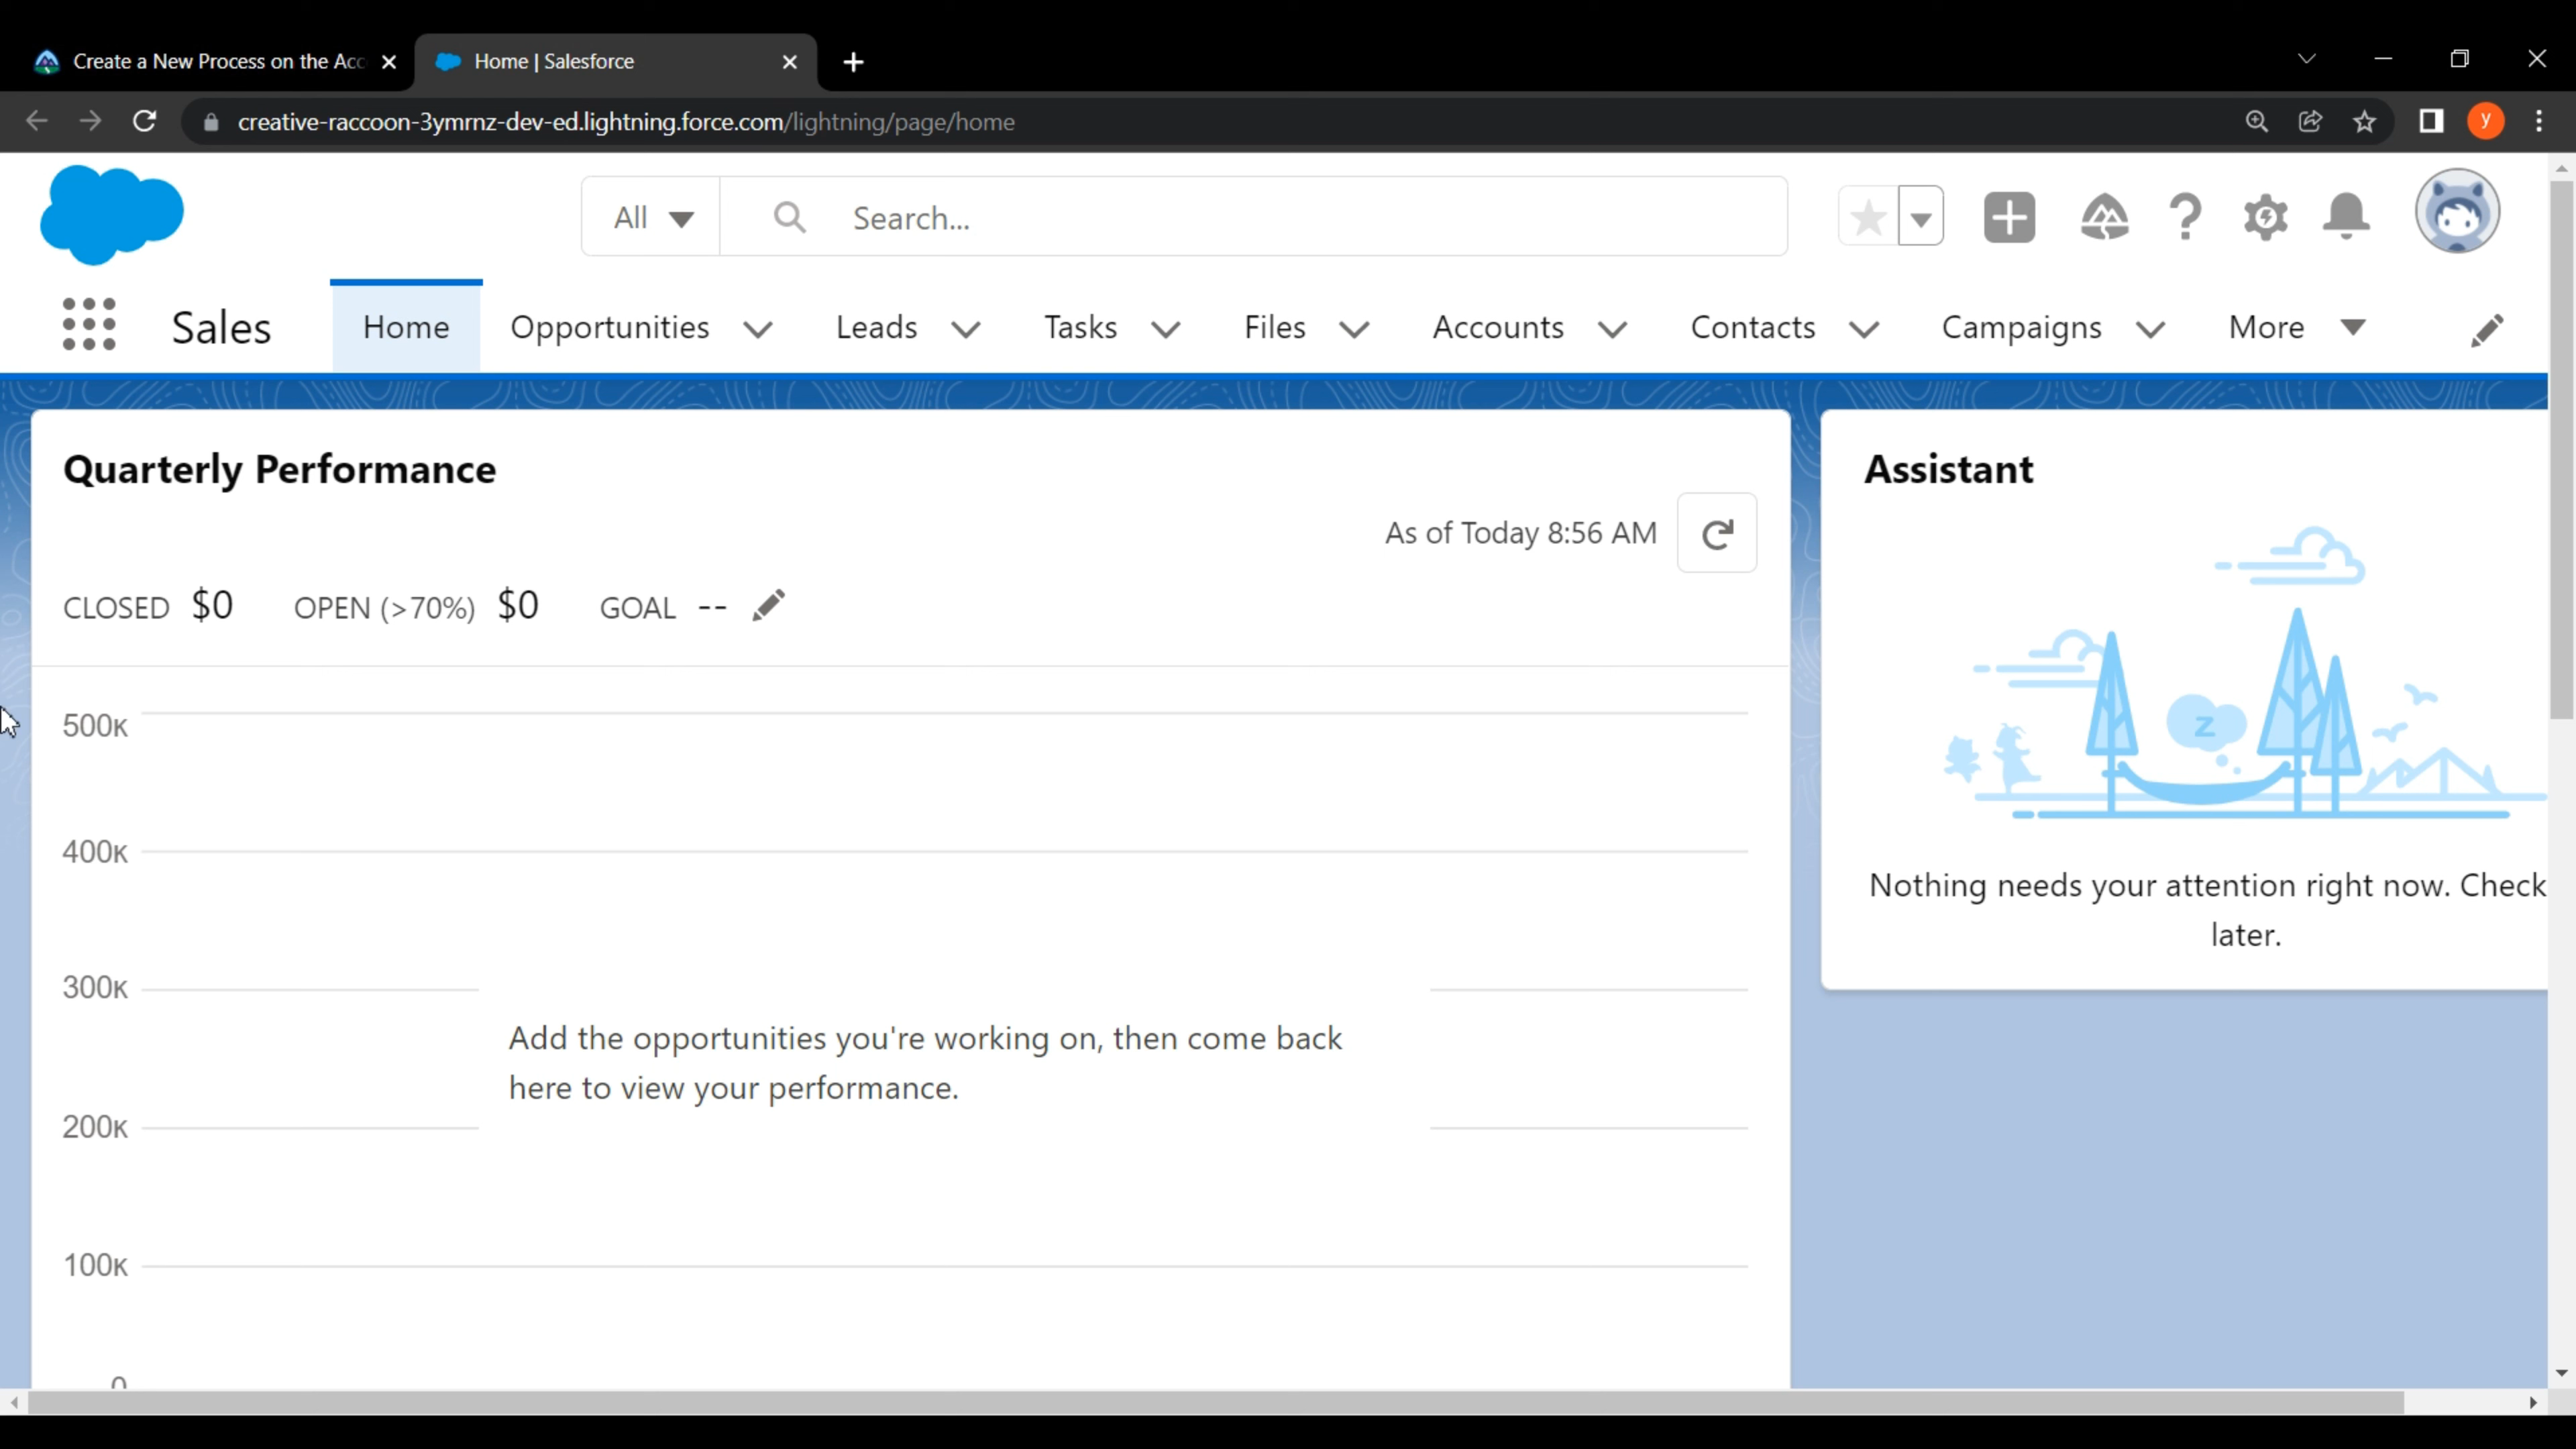 Create a New Process on the Acc
Home | Salesforce
creative-raccoon-3ymrnz-dev-ed.lightning.force.com/lightning/page/home
y
All
Search...
Sales
Home
Opportunities
Leads
Tasks
Files
Accounts
Contacts
Campaigns
More
Quarterly Performance
As of Today 8:56 AM
CLOSED $0 OPEN (>70%) $0 GOAL --
500K
400K
300K
200K
100K
0
Add the opportunities you're working on, then come back
here to view your performance.
Assistant
z
Nothing needs your attention right now. Check
later.